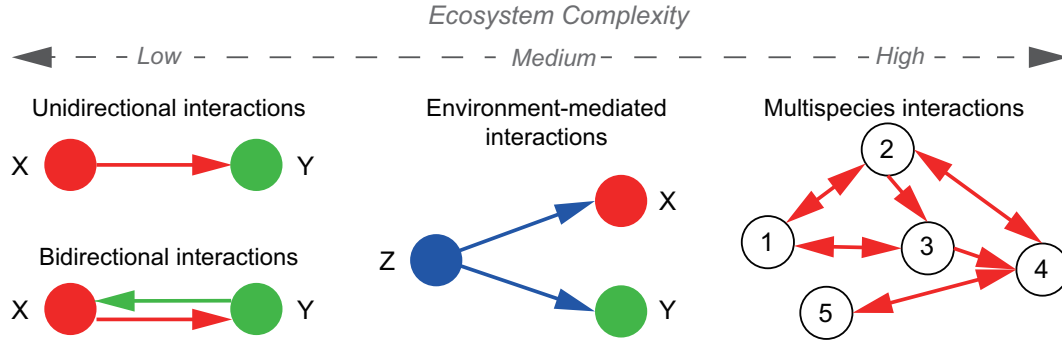 Ecosystem Complexity
Low Medium High
Unidirectional interactions
X Y
Bidirectional interactions
X Y
Environment-mediated
interactions
Z
X
Y
Multispecies interactions
2
1
3
4
5